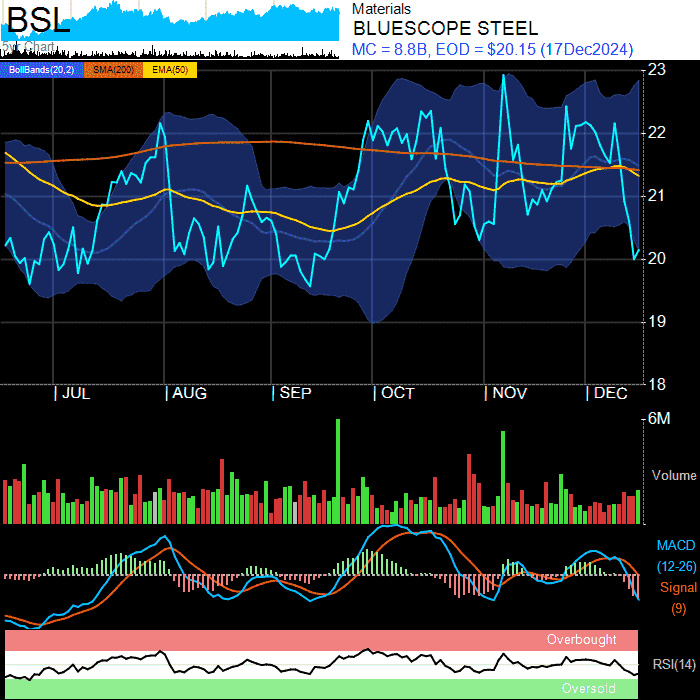 BSL
Materials
BLUESCOPE STEEL
MC = 8.8B, EOD = $20.15 (17Dec2024)
BollBands(20,2) SMA(200) EMA(50)
23
22
21
20
19
18
JUL AUG SEP OCT NOV DEC
6M
Volume
MACD
(12-26)
Signal
(9)
Overbought
RSI(14)
Oversold